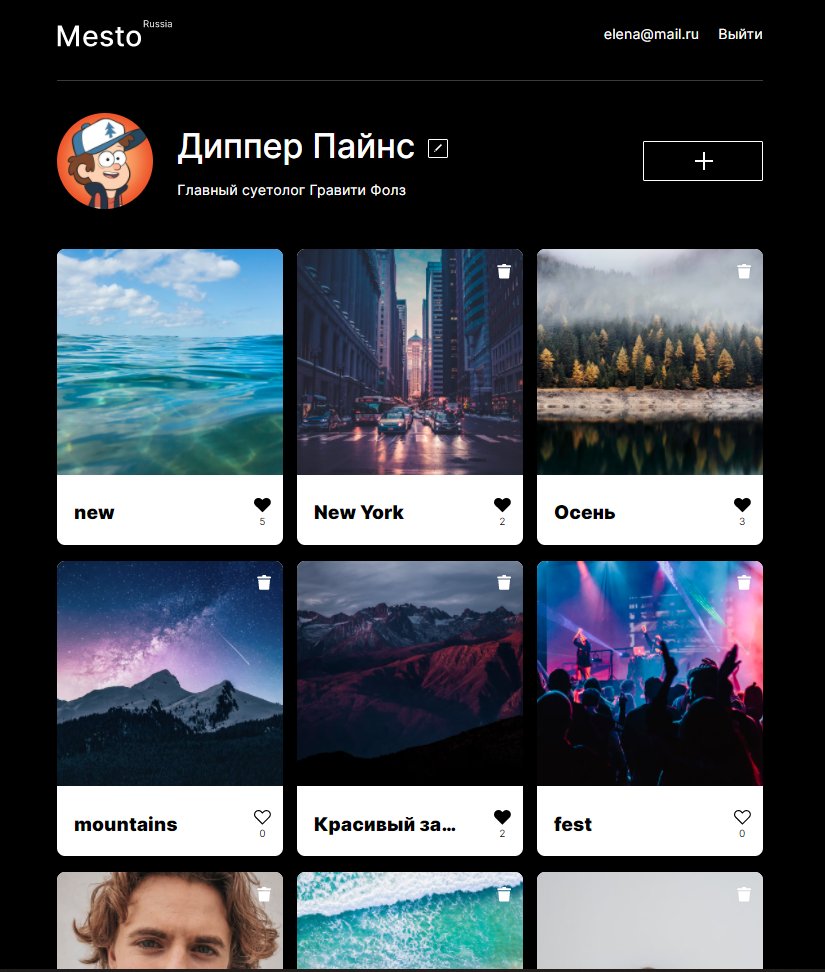 Mesto Russia
elena@mail.ru Выйти
Диппер Пайнс
Главный суетолог Гравити Фолз
new
5
New York
2
Осень
3
mountains
0
Красивый за...
2
fest
0